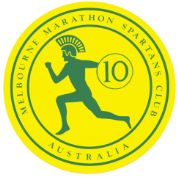 MELBOURNE MARATHON SPARTANS CLUB
M
10
AUSTRALIA